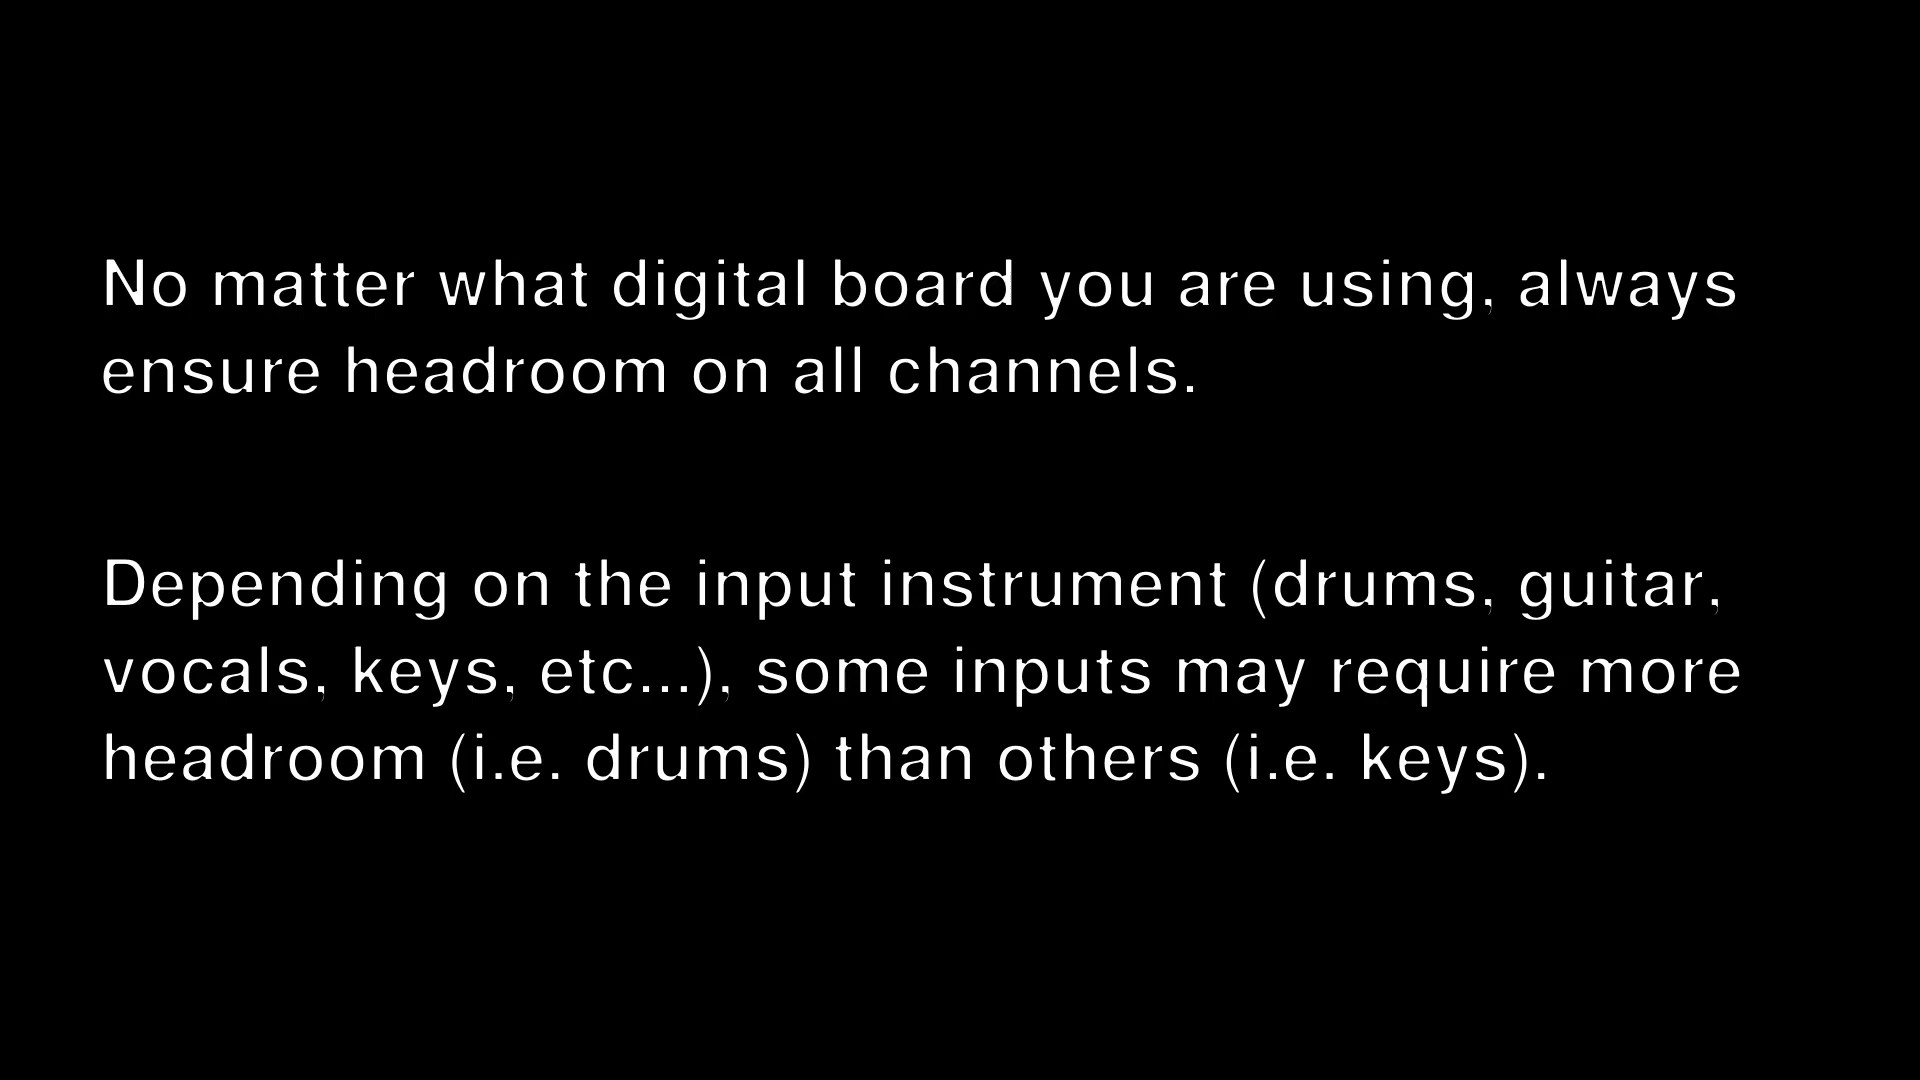 No matter what digital board you are using, always
ensure headroom on all channels.
Depending on the input instrument (drums, guitar,
vocals, keys, etc...), some inputs may require more
headroom (i.e. drums) than others (i.e. keys).